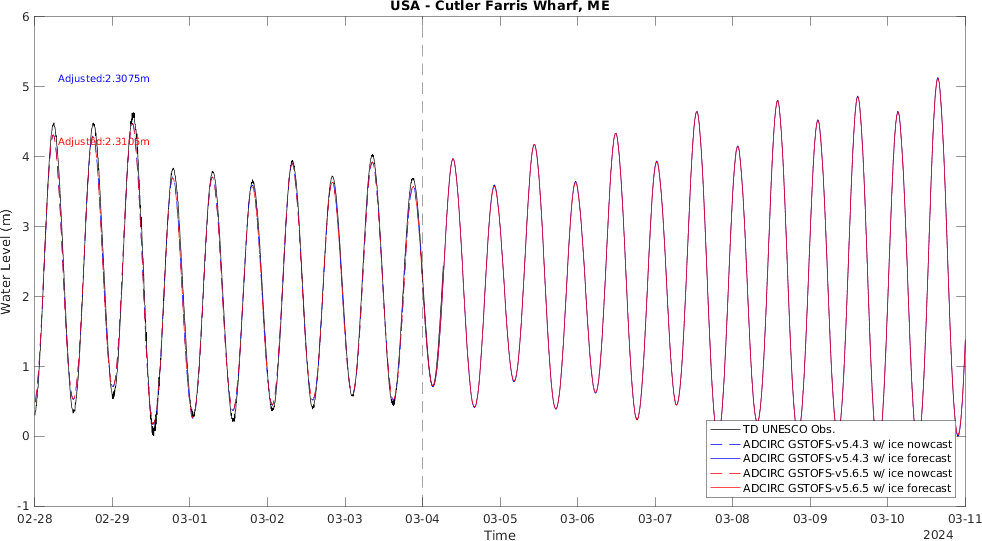 USA - Cutler Farris Wharf, ME
6
5
4
3
2
1
0
-1
Water Level (m)
Adjusted:2.3075m
Adjusted:2.3105m
TD UNESCO Obs.
ADCIRC GSTOFS-v5.4.3 w/ ice nowcast
ADCIRC GSTOFS-v5.4.3 w/ ice forecast
ADCIRC GSTOFS-v5.6.5 w/ ice nowcast
ADCIRC GSTOFS-v5.6.5 w/ ice forecast
02-28 02-29 03-01 03-02 03-03 03-04 03-05 03-06 03-07 03-08 03-09 03-10 03-11
Time
2024